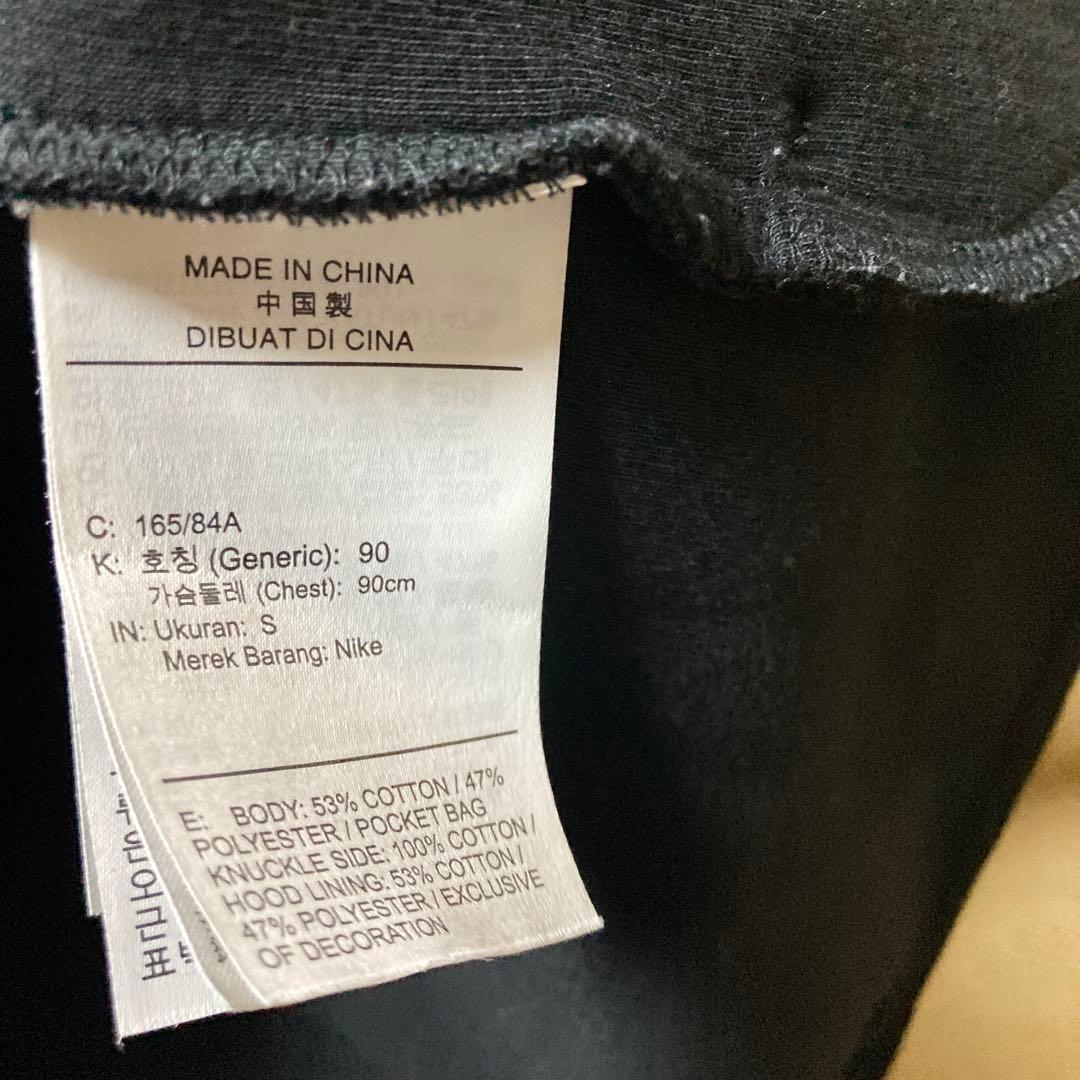 MADE IN CHINA
中国製
DIBUAT DI CINA
C: 165/84A
K: 호칭 (Generic): 90
가슴둘레 (Chest): 90cm
IN: Ukuran: S
Merek Barang: Nike
E: BODY: 53% COTTON / 47%
POLYESTER / POCKET BAG
KNUCKLE SIDE: 100% COTTON /
HOOD LINING: 53% COTTON /
47% POLYESTER / EXCLUSIVE
OF DECORATION